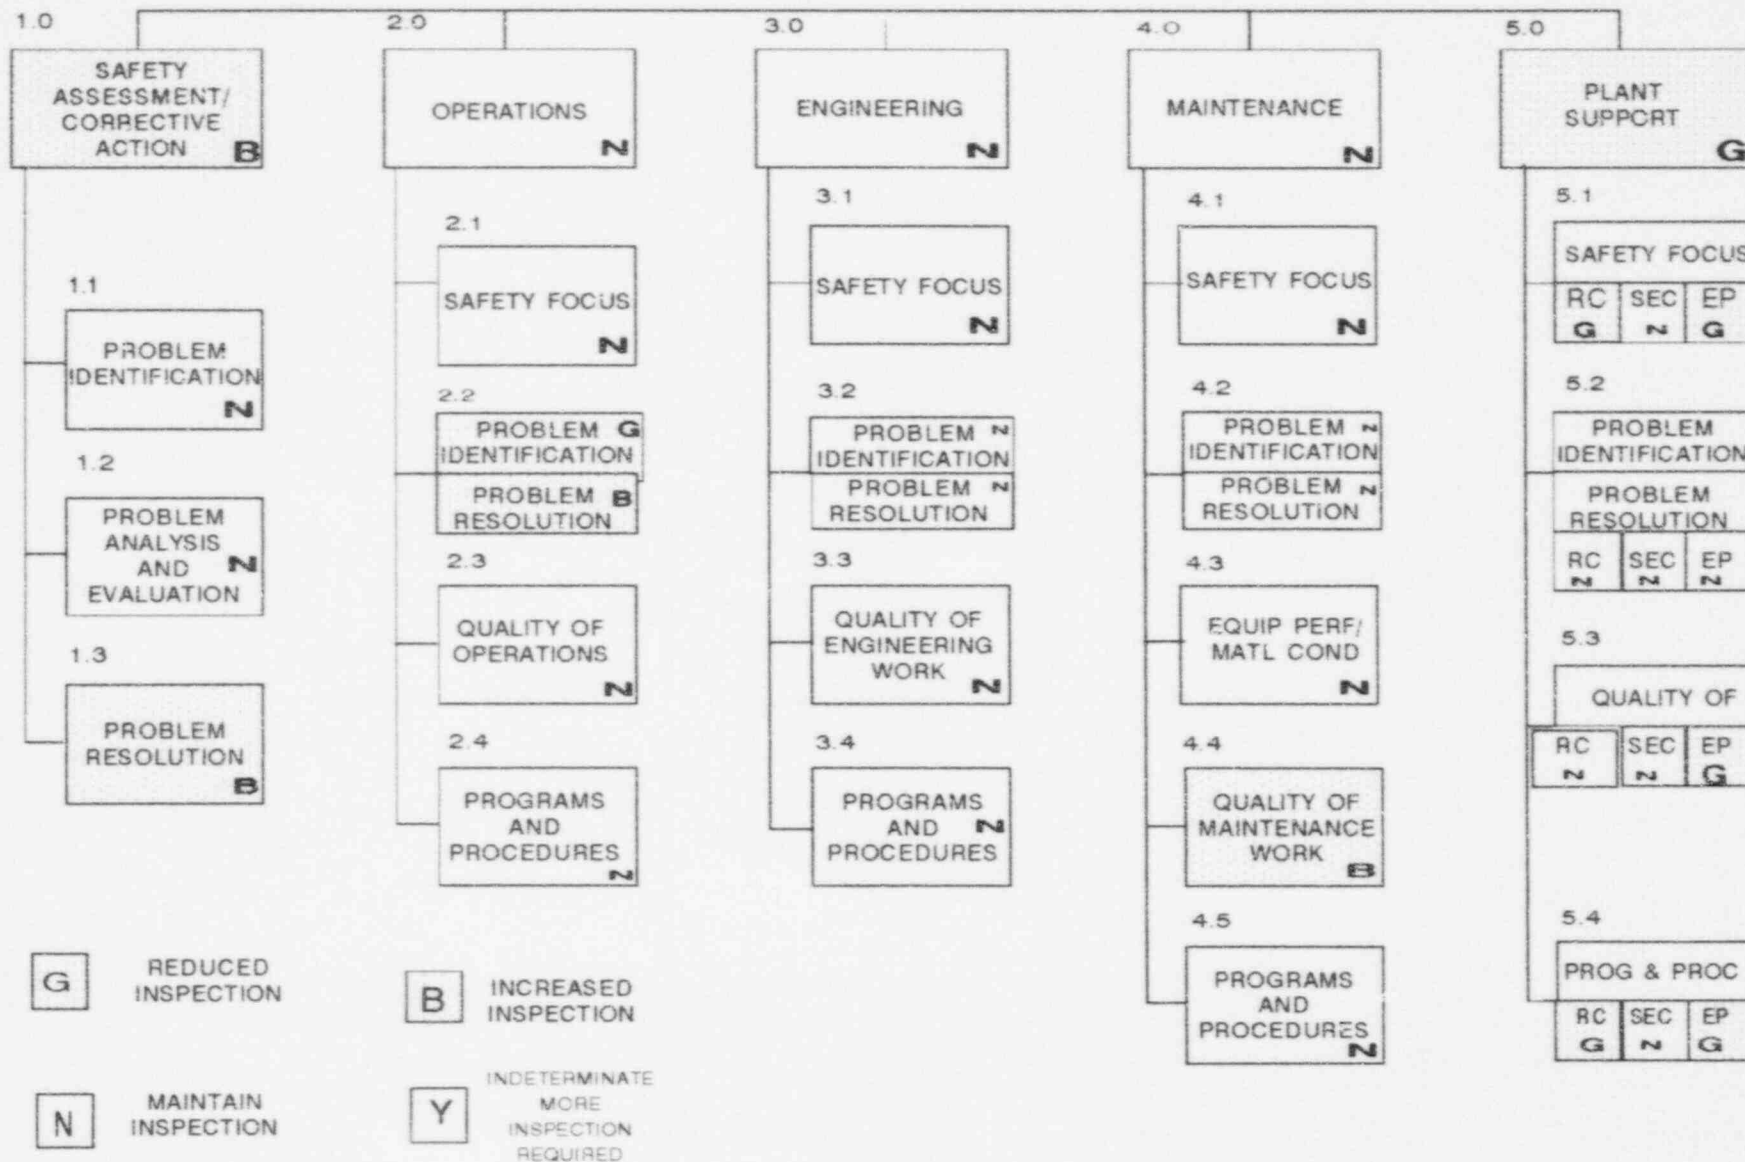 1.0
SAFETY
ASSESSMENT/
CORRECTIVE
ACTION B
1.1
PROBLEM
IDENTIFICATION
N
1.2
PROBLEM
ANALYSIS
AND N
EVALUATION
1.3
PROBLEM
RESOLUTION
B
2.0
OPERATIONS
N
2.1
SAFETY FOCUS
N
2.2
PROBLEM G
IDENTIFICATION
PROBLEM B
RESOLUTION
2.3
QUALITY OF
OPERATIONS
N
2.4
PROGRAMS
AND
PROCEDURES
N
3.0
ENGINEERING
N
3.1
SAFETY FOCUS
N
3.2
PROBLEM N
IDENTIFICATION
PROBLEM N
RESOLUTION
3.3
QUALITY OF
ENGINEERING
WORK N
3.4
PROGRAMS
AND N
PROCEDURES
4.0
MAINTENANCE
N
4.1
SAFETY FOCUS
N
4.2
PROBLEM N
IDENTIFICATION
PROBLEM N
RESOLUTION
4.3
EQUIP PERF/
MATL COND
N
4.4
QUALITY OF
MAINTENANCE
WORK
B
4.5
PROGRAMS
AND
PROCEDURES
N
5.0
PLANT
SUPPORT
G
5.1
SAFETY FOCUS
RC SEC EP
G N G
5.2
PROBLEM
IDENTIFICATION
PROBLEM
RESOLUTION
RC SEC EP
N N N
5.3
QUALITY OF
RC SEC EP
N N G
5.4
PROG & PROC
RC SEC EP
G N G
G REDUCED
INSPECTION
B INCREASED
INSPECTION
N MAINTAIN
INSPECTION
Y INDETERMINATE
MORE
INSPECTION
REQUIRED